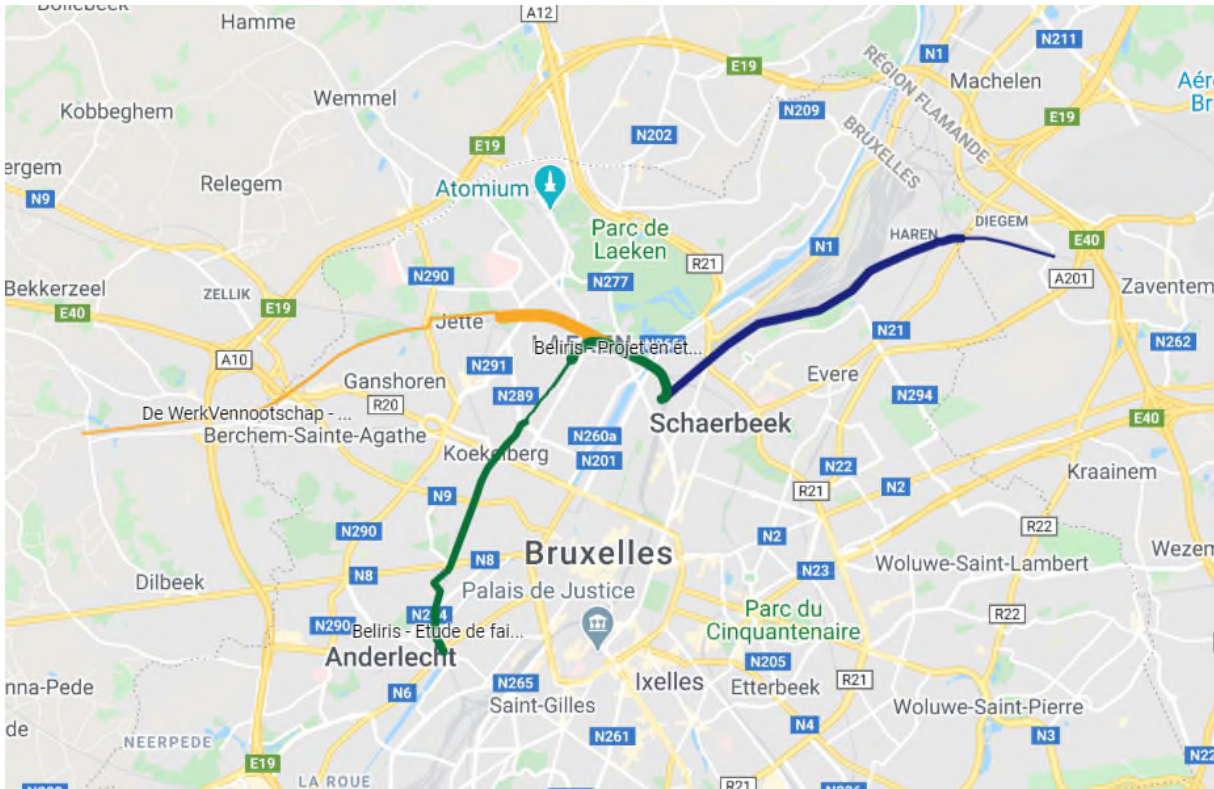 Hamme
A12
N1
N211
Machelen
E19
Aér
Br
RÉGION FLAMANDE
BRUXELLES
Kobbeghem
Wemmel
N209
E19
N202
E19
ergem
Relegem
N9
Atomium
Parc de
Laeken
HAREN
DIEGEM
E40
N290
N277
R21
N1
A201
Bekkerzeel
ZELLIK
E19
E40
Zaventem
Jette
N21
N262
Beliris - Projet en ét...
A10
N291
Ganshoren
N289
Evere
N294
R20
De WerkVennootschap - ...
Berchem-Sainte-Agathe
Schaerbeek
E40
N260a
Koekelberg
N201
N22
Kraainem
R21
N2
N9
R22
N290
Bruxelles
N2
Wezem
N8
Woluwe-Saint-Lambert
Dilbeek
N8
N23
Palais de Justice
R22
Parc du
Cinquantenaire
N290
Beliris - Etude de fai...
Anderlecht
N205
nna-Pede
N6
N265
Ixelles
Etterbeek
R21
Saint-Gilles
Woluwe-Saint-Pierre
de
N4
NEERPEDE
N261
N3
E19
N22
LA ROUE
R21